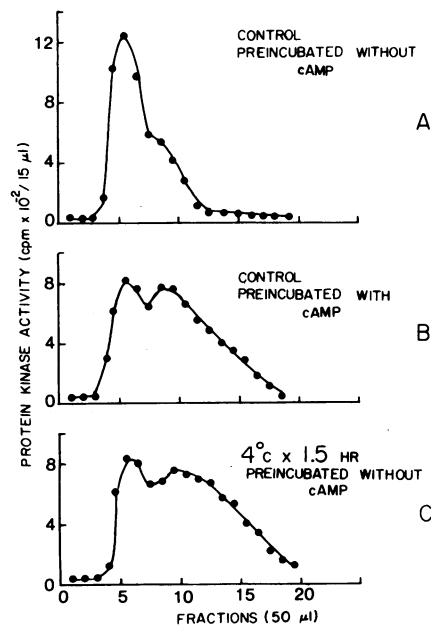 CONTROL
PREINCUBATED WITHOUT
cAMP
A
12
8
4
0
CONTROL
PREINCUBATED WITH
cAMP
B
8
4
0
4°C x 1.5 HR
PREINCUBATED WITHOUT
cAMP
C
8
4
0
0 5 10 15 20
FRACTIONS (50 µl)
PROTEIN KINASE ACTIVITY (cpm x 10⁻²/15 µl)